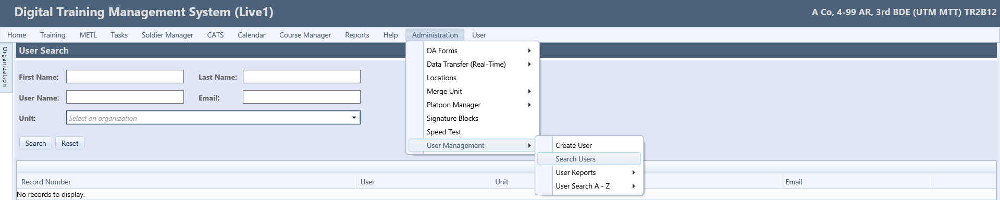 Digital Training Management System (Live1)
A Co, 4-99 AR, 3rd BDE (UTM MTT) TR2B12
Home Training METL Tasks Soldier Manager CATS Calendar Course Manager Reports Help Administration User
Organization
User Search
First Name:
Last Name:
User Name:
Email:
Unit:
Select an organization
Search
Reset
DA Forms
Data Transfer (Real-Time)
Locations
Merge Unit
Platoon Manager
Signature Blocks
Speed Test
User Management
Create User
Search Users
User Reports
User Search A - Z
Record Number User Unit Email
No records to display.